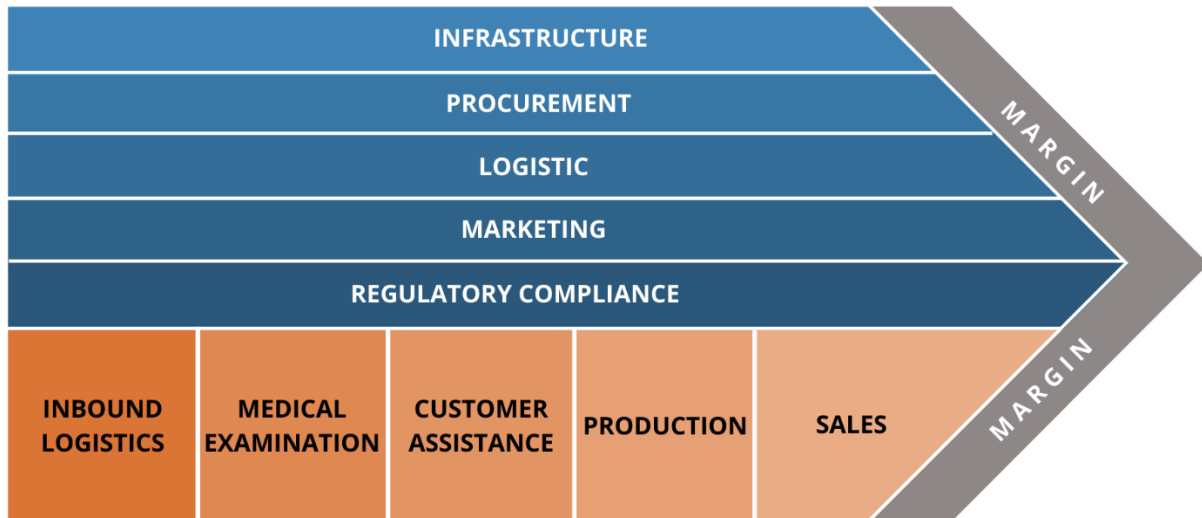 INFRASTRUCTURE
PROCUREMENT
LOGISTIC
MARKETING
REGULATORY COMPLIANCE
MARGIN
INBOUND
LOGISTICS
MEDICAL
EXAMINATION
CUSTOMER
ASSISTANCE
PRODUCTION
SALES
MARGIN